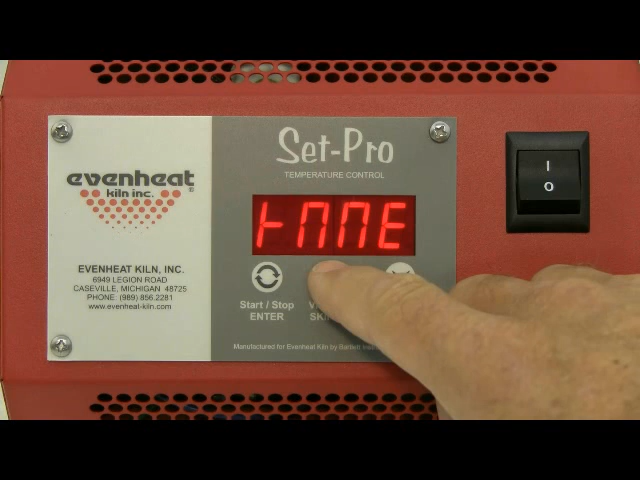 Set-Pro
TEMPERATURE CONTROL
evenheat®
kiln inc.
EVENHEAT KILN, INC.
6949 LEGION ROAD
CASEVILLE, MICHIGAN 48725
PHONE (989) 856.2281
www.evenheat-kiln.com
Start / Stop
ENTER
Manufactured for Evenheat Kiln by Bartlett
I
O